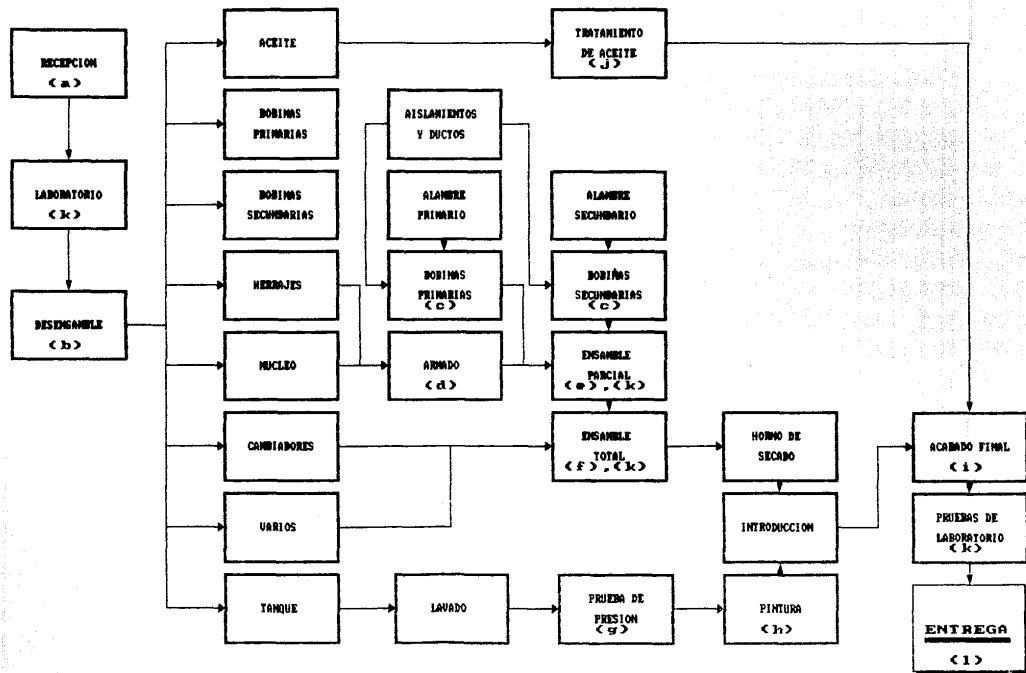 RECEPCION
(a)
LABORATORIO
(k)
DESENSAMBLE
(b)
ACEITE
BOBINAS
PRIMARIAS
BOBINAS
SECUNDARIAS
HERRAJES
NUCLEO
CAMBIADORES
VARIOS
TANQUE
AISLAMIENTOS
Y DUCTOS
ALAMBRE
PRIMARIO
BOBINAS
PRIMARIAS
(c)
ARMADO
(d)
LAVADO
TRATAMIENTO
DE ACEITE
(j)
ALAMBRE
SECUNDARIO
BOBIÑAS
SECUNDARIAS
(c)
ENSAMBLE
PARCIAL
(e),(k)
ENSAMBLE
TOTAL
(f),(k)
PRUEBA DE
PRESION
(g)
HORNO DE
SECADO
INTRODUCCION
PINTURA
(h)
ACABADO FINAL
(i)
PRUEBAS DE
LABORATORIO
(k)
ENTREGA
(l)